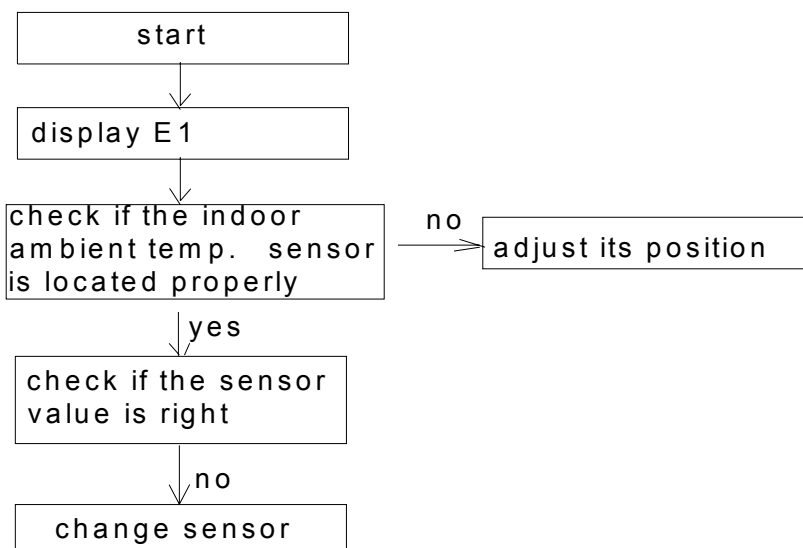 start
display E1
check if the indoor
ambient temp. sensor
is located properly
no
adjust its position
yes
check if the sensor
value is right
no
change sensor